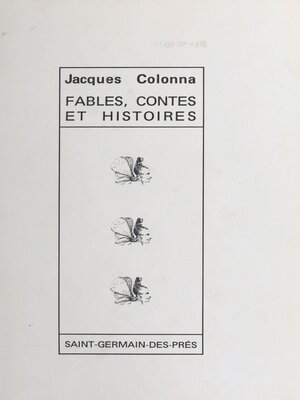 Jacques Colonna
FABLES, CONTES
ET HISTOIRES
SAINT-GERMAIN-DES-PRÉS